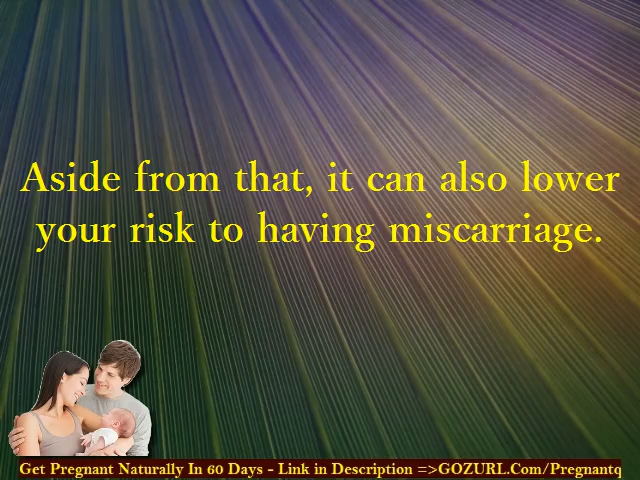 Aside from that, it can also lower
your risk to having miscarriage.
Get Pregnant Naturally In 60 Days - Link in Description =>GOZURL.Com/Pregnantq